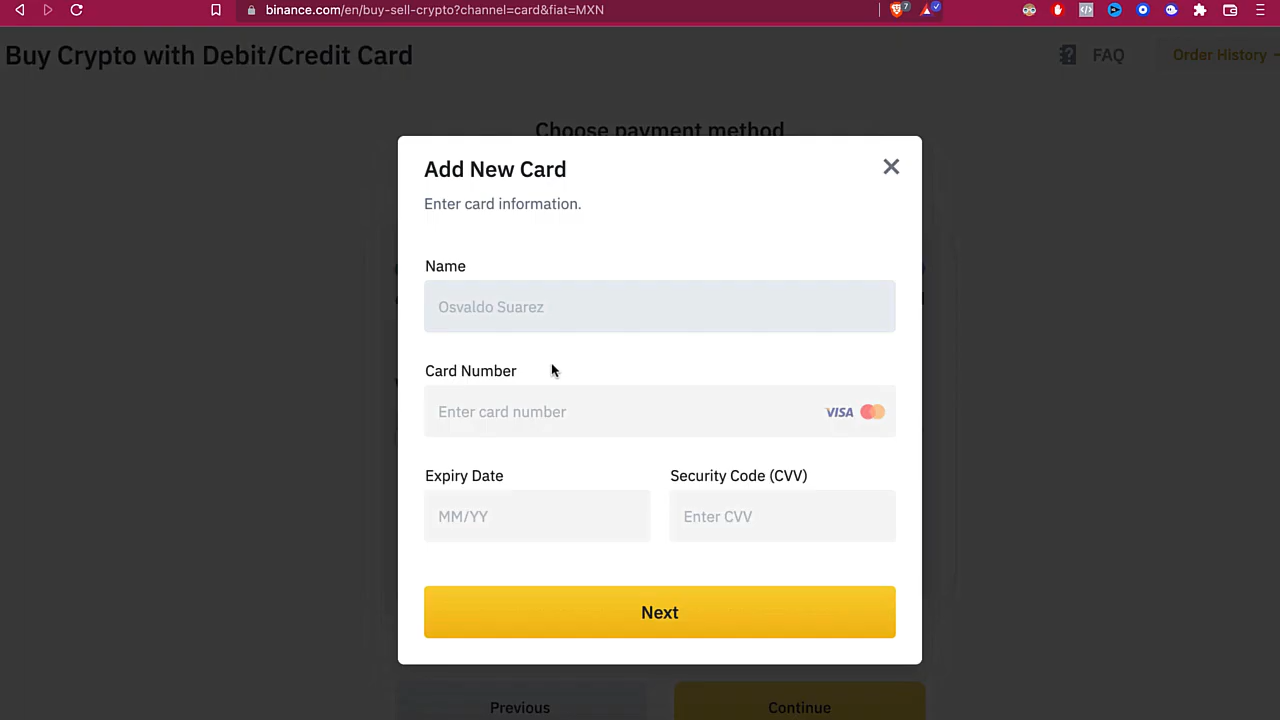 binance.com/en/buy-sell-crypto?channel=card&fiat=MXN
7
Buy Crypto with Debit/Credit Card
FAQ
Order History
Choose payment method
Add New Card
Enter card information.
Name
Osvaldo Suarez
Card Number
Enter card number
VISA
Expiry Date
Security Code (CVV)
MM/YY
Enter CVV
Next
Previous
Continue